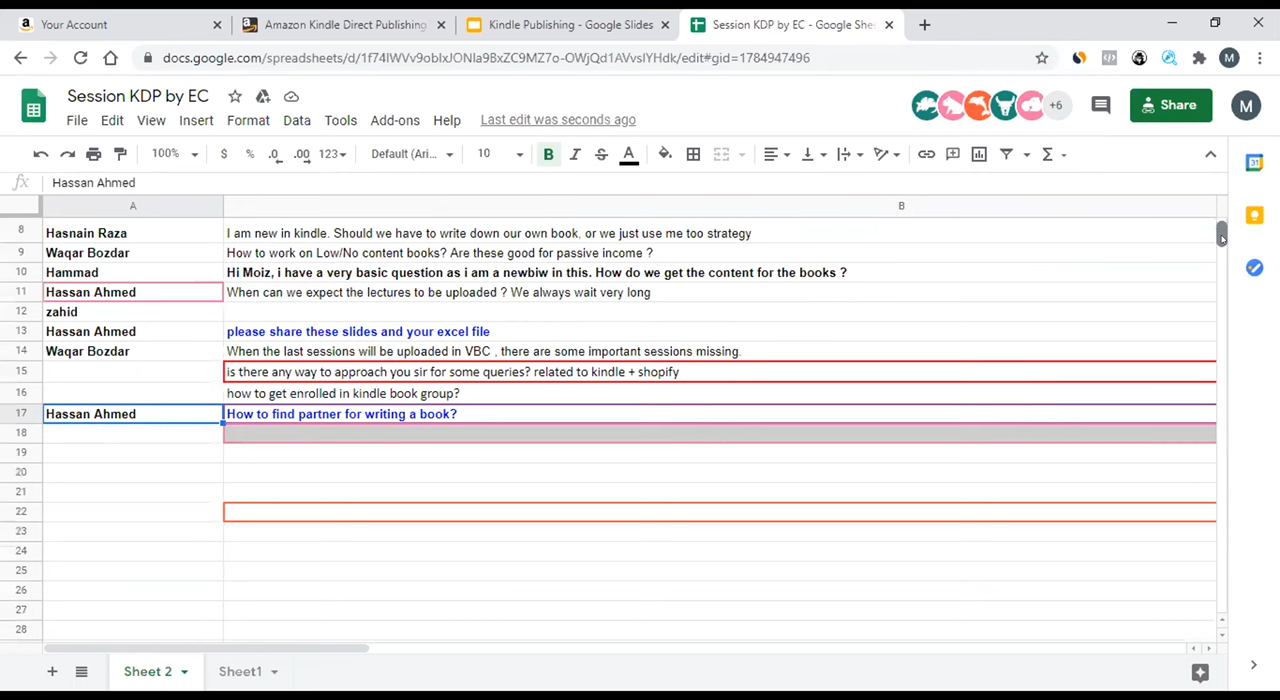 Your Account
Amazon Kindle Direct Publishing
Kindle Publishing - Google Slides
Session KDP by EC - Google She
docs.google.com/spreadsheets/d/1f74IWVv9obIxJONla9BxZC9MZ7o-OWjQd1AVvsIYHdk/edit#gid=1784947496
M
Session KDP by EC
+6
Share
M
File Edit View Insert Format Data Tools Add-ons Help Last edit was seconds ago
100% $ % .0 .00 123 Default (Ari... 10 B I S A
31
fx Hassan Ahmed
A B
8 Hasnain Raza I am new in kindle. Should we have to write down our own book, or we just use me too strategy
9 Waqar Bozdar How to work on Low/No content books? Are these good for passive income ?
10 Hammad Hi Moiz, i have a very basic question as i am a newbiw in this. How do we get the content for the books ?
11 Hassan Ahmed When can we expect the lectures to be uploaded ? We always wait very long
12 zahid
13 Hassan Ahmed please share these slides and your excel file
14 Waqar Bozdar When the last sessions will be uploaded in VBC , there are some important sessions missing.
15 is there any way to approach you sir for some queries? related to kindle + shopify
16 how to get enrolled in kindle book group?
17 Hassan Ahmed How to find partner for writing a book?
18
19
20
21
22
23
24
25
26
27
28
Sheet 2 Sheet1